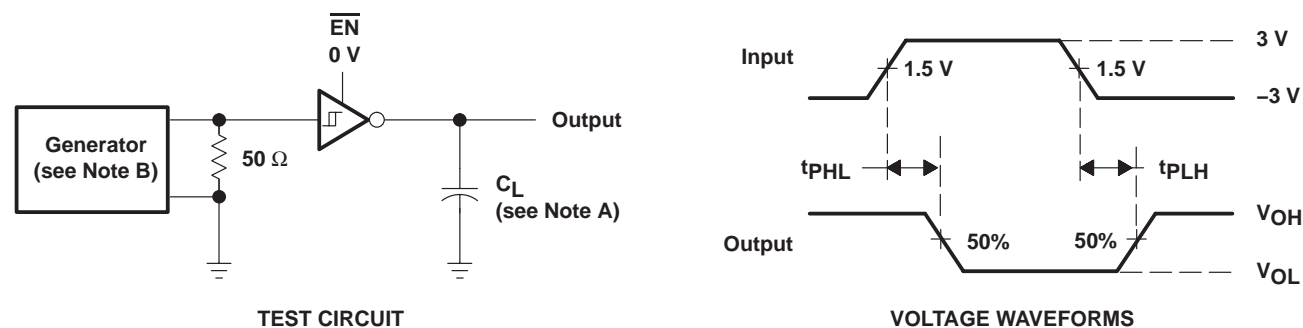 EN
0 V
Generator
(see Note B)
50 Ω
Output
CL
(see Note A)
TEST CIRCUIT
Input
3 V
1.5 V
1.5 V
–3 V
tPHL
tPLH
Output
50%
50%
VOH
VOL
VOLTAGE WAVEFORMS